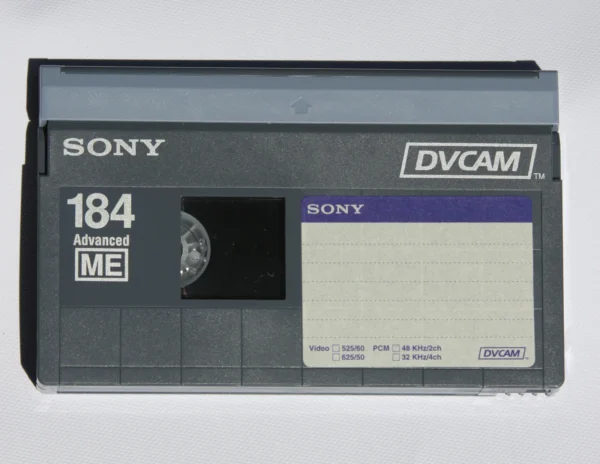 SONY
DVCAM
TM
184
Advanced
ME
SONY
Video 525/60 PCM 48 KHz/2ch
625/50 32 KHz/4ch
DVCAM